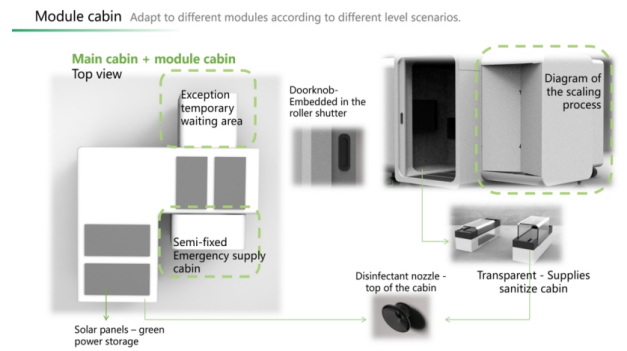 Module cabin Adapt to different modules according to different level scenarios.
Main cabin + module cabin
Top view
Exception
temporary
waiting area
Semi-fixed
Emergency supply
cabin
Solar panels – green
power storage
Doorknob-
Embedded in the
roller shutter
Diagram of
the scaling
process
Disinfectant nozzle -
top of the cabin
Transparent - Supplies
sanitize cabin